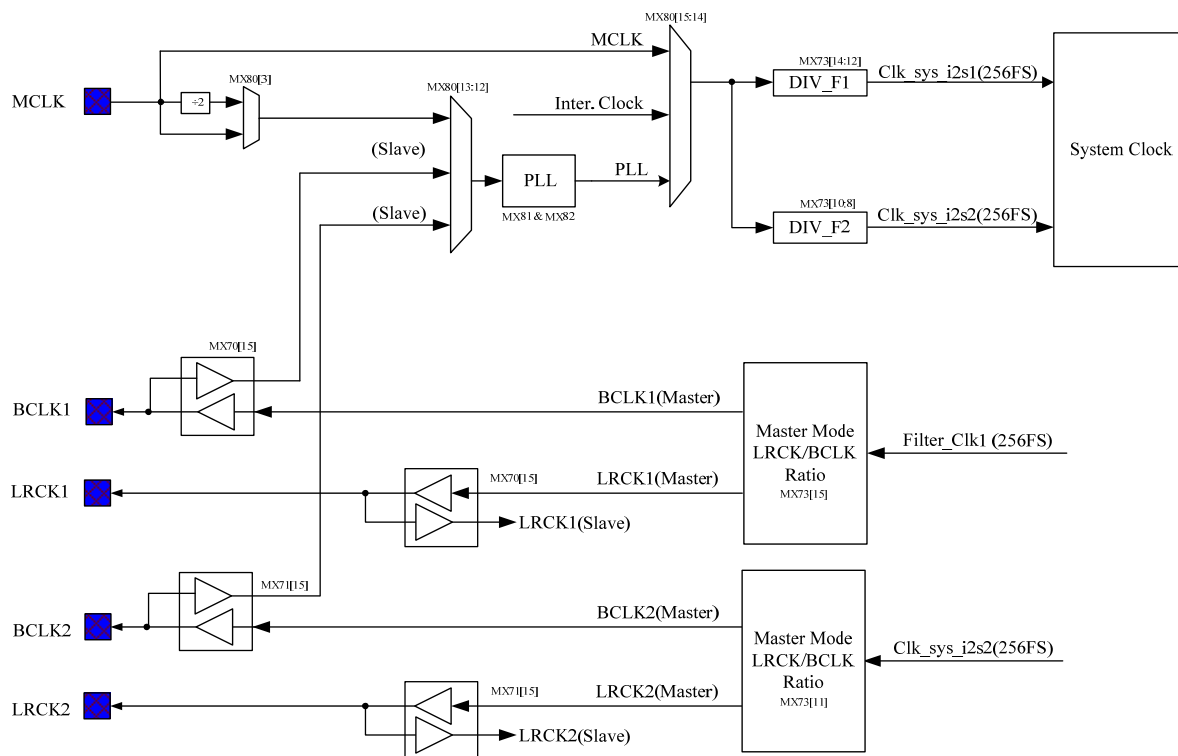 MX80[15:14]
MCLK
MX80[3]
MX80[13:12]
MX73[14:12]
Clk_sys_i2s1(256FS)
MCLK
÷2
DIV_F1
Inter. Clock
(Slave)
System Clock
PLL
PLL
MX81 & MX82
(Slave)
MX73[10:8]
Clk_sys_i2s2(256FS)
DIV_F2
MX70[15]
BCLK1
BCLK1(Master)
Master Mode
LRCK/BCLK
Ratio
MX73[15]
Filter_Clk1 (256FS)
LRCK1
MX70[15]
LRCK1(Master)
LRCK1(Slave)
MX71[15]
BCLK2
BCLK2(Master)
Master Mode
LRCK/BCLK
Ratio
MX73[11]
Clk_sys_i2s2(256FS)
LRCK2
MX71[15]
LRCK2(Master)
LRCK2(Slave)